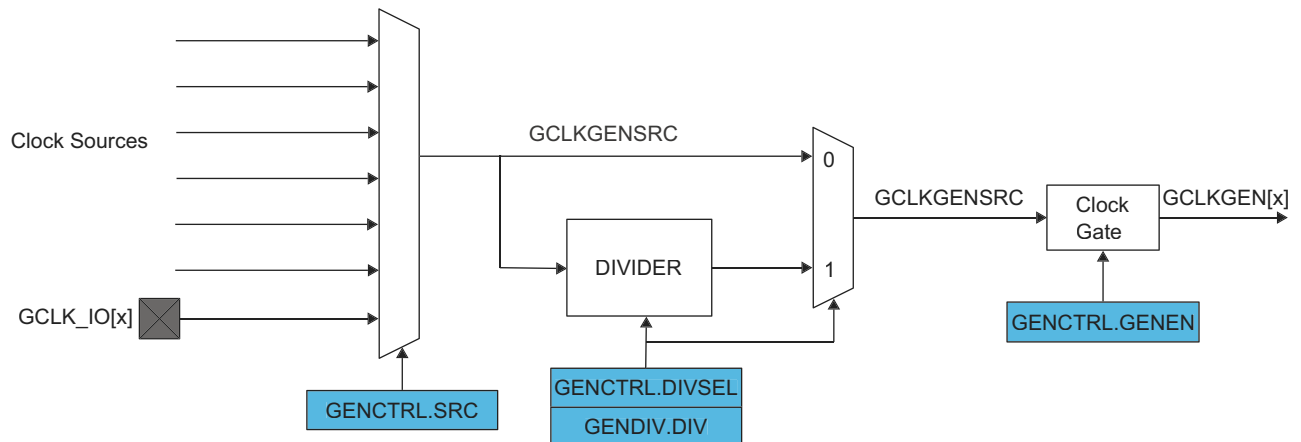 Clock Sources
GCLK_IO[x]
GENCTRL.SRC
GCLKGENSRC
DIVIDER
GENCTRL.DIVSEL
GENDIV.DIV
0
1
GCLKGENSRC
Clock
Gate
GENCTRL.GENEN
GCLKGEN[x]